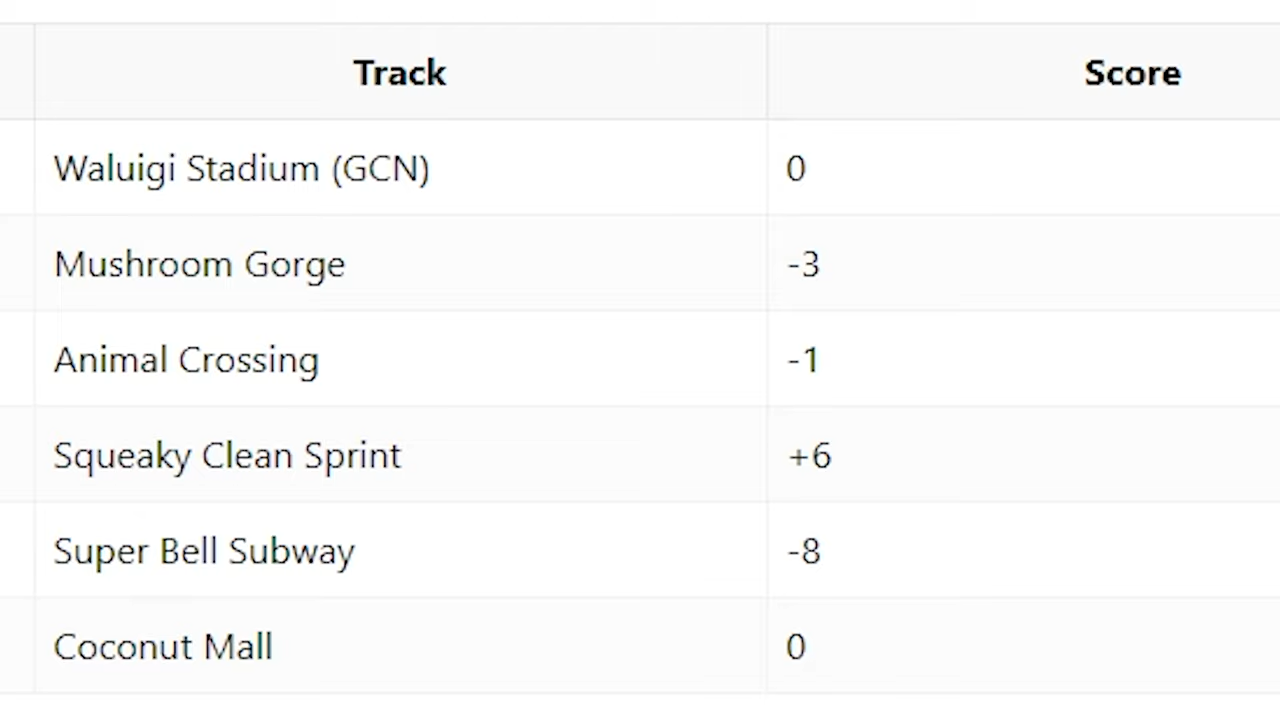 Track Score
Waluigi Stadium (GCN) 0
Mushroom Gorge -3
Animal Crossing -1
Squeaky Clean Sprint +6
Super Bell Subway -8
Coconut Mall 0